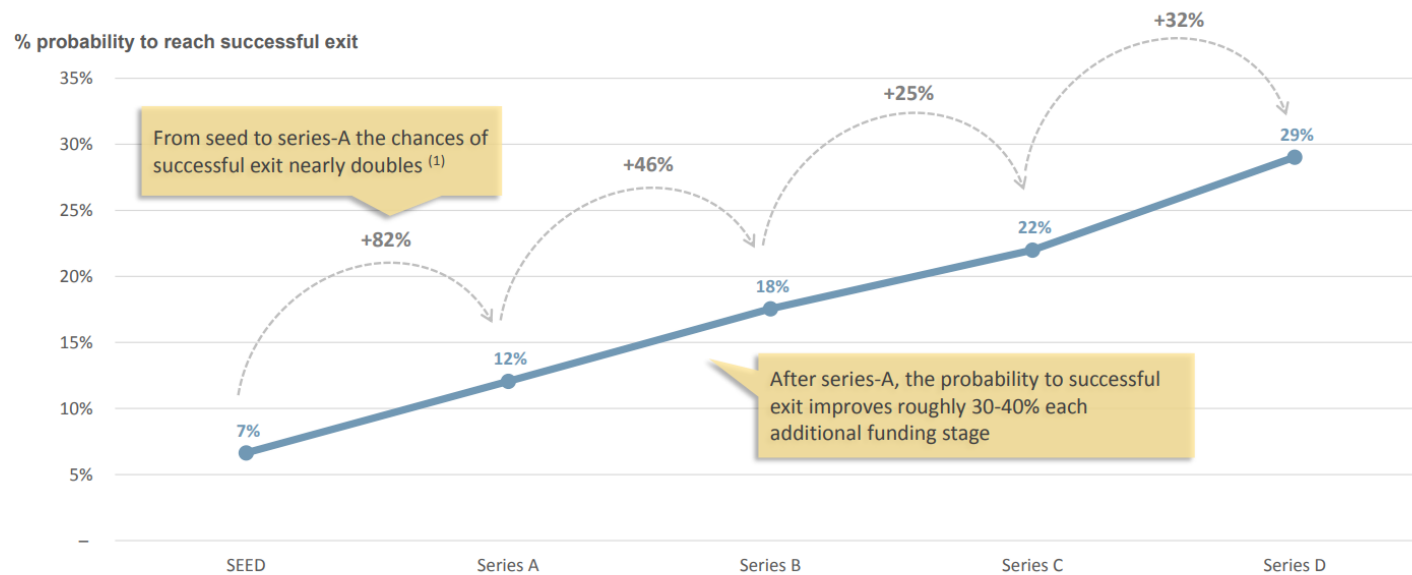 +32%
% probability to reach successful exit
35%
+25%
From seed to series-A the chances of
successful exit nearly doubles (1)
30%
29%
+46%
25%
+82%
22%
20%
18%
15%
12%
After series-A, the probability to successful
exit improves roughly 30-40% each
additional funding stage
10%
7%
5%
–
SEED
Series A
Series B
Series C
Series D